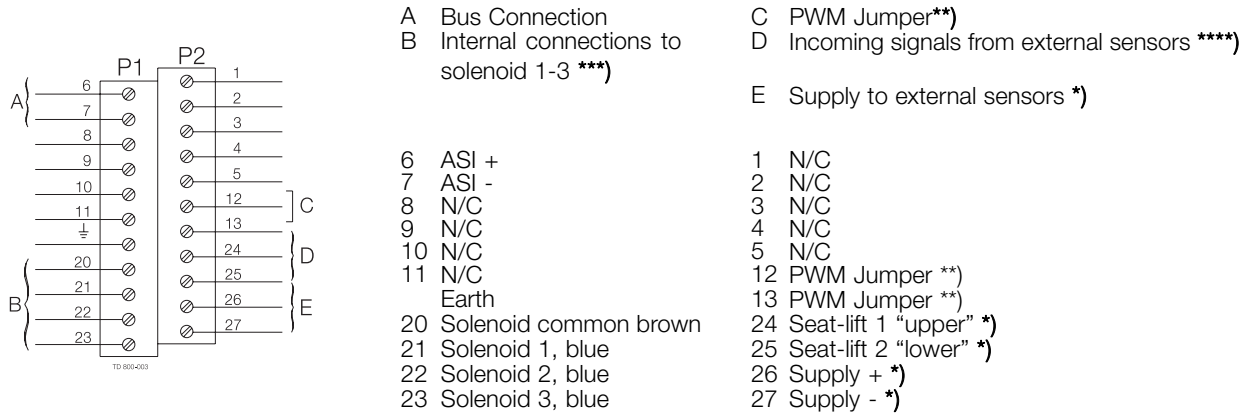 P1
P2
A
6
7
8
9
10
11
20
21
22
23
B
1
2
3
4
5
12
13
24
25
26
27
C
D
E
TD 800-003
A Bus Connection
B Internal connections to
solenoid 1-3 ***)
C PWM Jumper**)
D Incoming signals from external sensors ****)
E Supply to external sensors *)
6 ASI +
7 ASI -
8 N/C
9 N/C
10 N/C
11 N/C
Earth
20 Solenoid common brown
21 Solenoid 1, blue
22 Solenoid 2, blue
23 Solenoid 3, blue
1 N/C
2 N/C
3 N/C
4 N/C
5 N/C
12 PWM Jumper **)
13 PWM Jumper **)
24 Seat-lift 1 “upper” *)
25 Seat-lift 2 “lower” *)
26 Supply + *)
27 Supply - *)